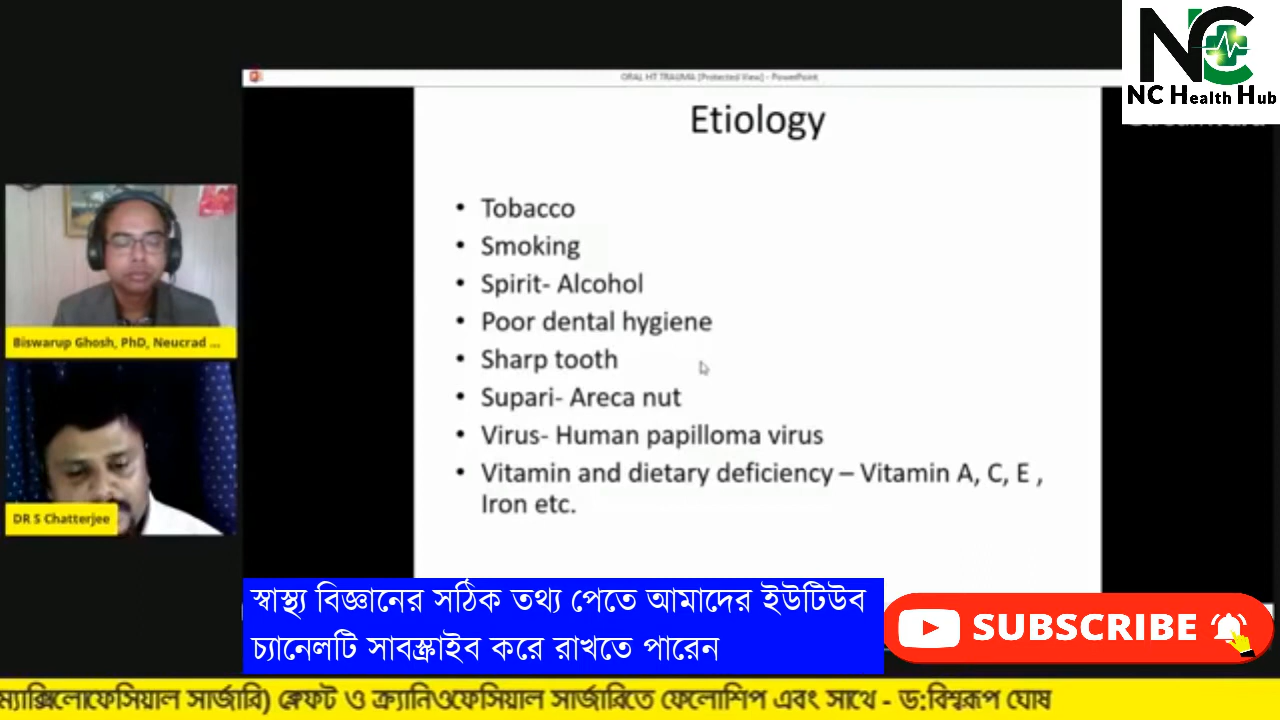 NC Health Hub
ORAL HT TRAUMA [Protected View] - PowerPoint
Etiology
• Tobacco
• Smoking
• Spirit- Alcohol
• Poor dental hygiene
• Sharp tooth
• Supari- Areca nut
• Virus- Human papilloma virus
• Vitamin and dietary deficiency – Vitamin A, C, E ,
Iron etc.
Biswarup Ghosh, PhD, Neucrad ...
DR S Chatterjee
স্বাস্থ্য বিজ্ঞানের সঠিক তথ্য পেতে আমাদের ইউটিউব
চ্যানেলটি সাবস্ক্রাইব করে রাখতে পারেন
SUBSCRIBE
ম্যাক্সিলোফেসিয়াল সার্জারি) ক্লেফট ও ক্র্যানিওফেসিয়াল সার্জারিতে ফেলোশিপ এবং সাথে - ড:বিশ্বরূপ ঘোষ